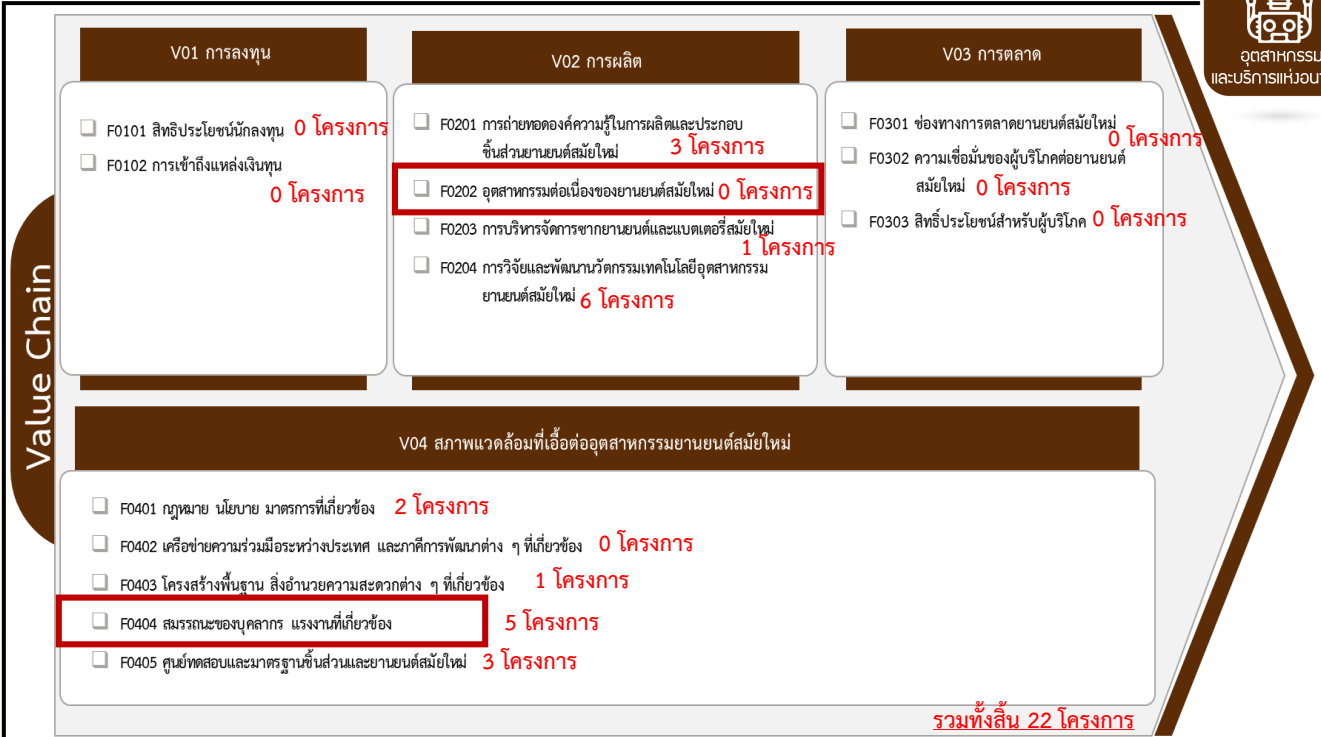 อุตสาหกรรม
และบริการแห่งอนา
Value Chain
V01 การลงทุน
F0101 สิทธิประโยชน์นักลงทุน 0 โครงการ
F0102 การเข้าถึงแหล่งเงินทุน
0 โครงการ
V02 การผลิต
F0201 การถ่ายทอดองค์ความรู้ในการผลิตและประกอบ
ชิ้นส่วนยานยนต์สมัยใหม่ 3 โครงการ
F0202 อุตสาหกรรมต่อเนื่องของยานยนต์สมัยใหม่ 0 โครงการ
F0203 การบริหารจัดการซากยานยนต์และแบตเตอรี่สมัยใหม่
1 โครงการ
F0204 การวิจัยและพัฒนานวัตกรรมเทคโนโลยีอุตสาหกรรม
ยานยนต์สมัยใหม่ 6 โครงการ
V03 การตลาด
F0301 ช่องทางการตลาดยานยนต์สมัยใหม่
0 โครงการ
F0302 ความเชื่อมั่นของผู้บริโภคต่อยานยนต์
สมัยใหม่ 0 โครงการ
F0303 สิทธิ์ประโยชน์สำหรับผู้บริโภค 0 โครงการ
V04 สภาพแวดล้อมที่เอื้อต่ออุตสาหกรรมยานยนต์สมัยใหม่
F0401 กฎหมาย นโยบาย มาตรการที่เกี่ยวข้อง 2 โครงการ
F0402 เครือข่ายความร่วมมือระหว่างประเทศ และภาคีการพัฒนาต่าง ๆ ที่เกี่ยวข้อง 0 โครงการ
F0403 โครงสร้างพื้นฐาน สิ่งอำนวยความสะดวกต่าง ๆ ที่เกี่ยวข้อง 1 โครงการ
F0404 สมรรถนะของบุคลากร แรงงานที่เกี่ยวข้อง 5 โครงการ
F0405 ศูนย์ทดสอบและมาตรฐานชิ้นส่วนและยานยนต์สมัยใหม่ 3 โครงการ
รวมทั้งสิ้น 22 โครงการ